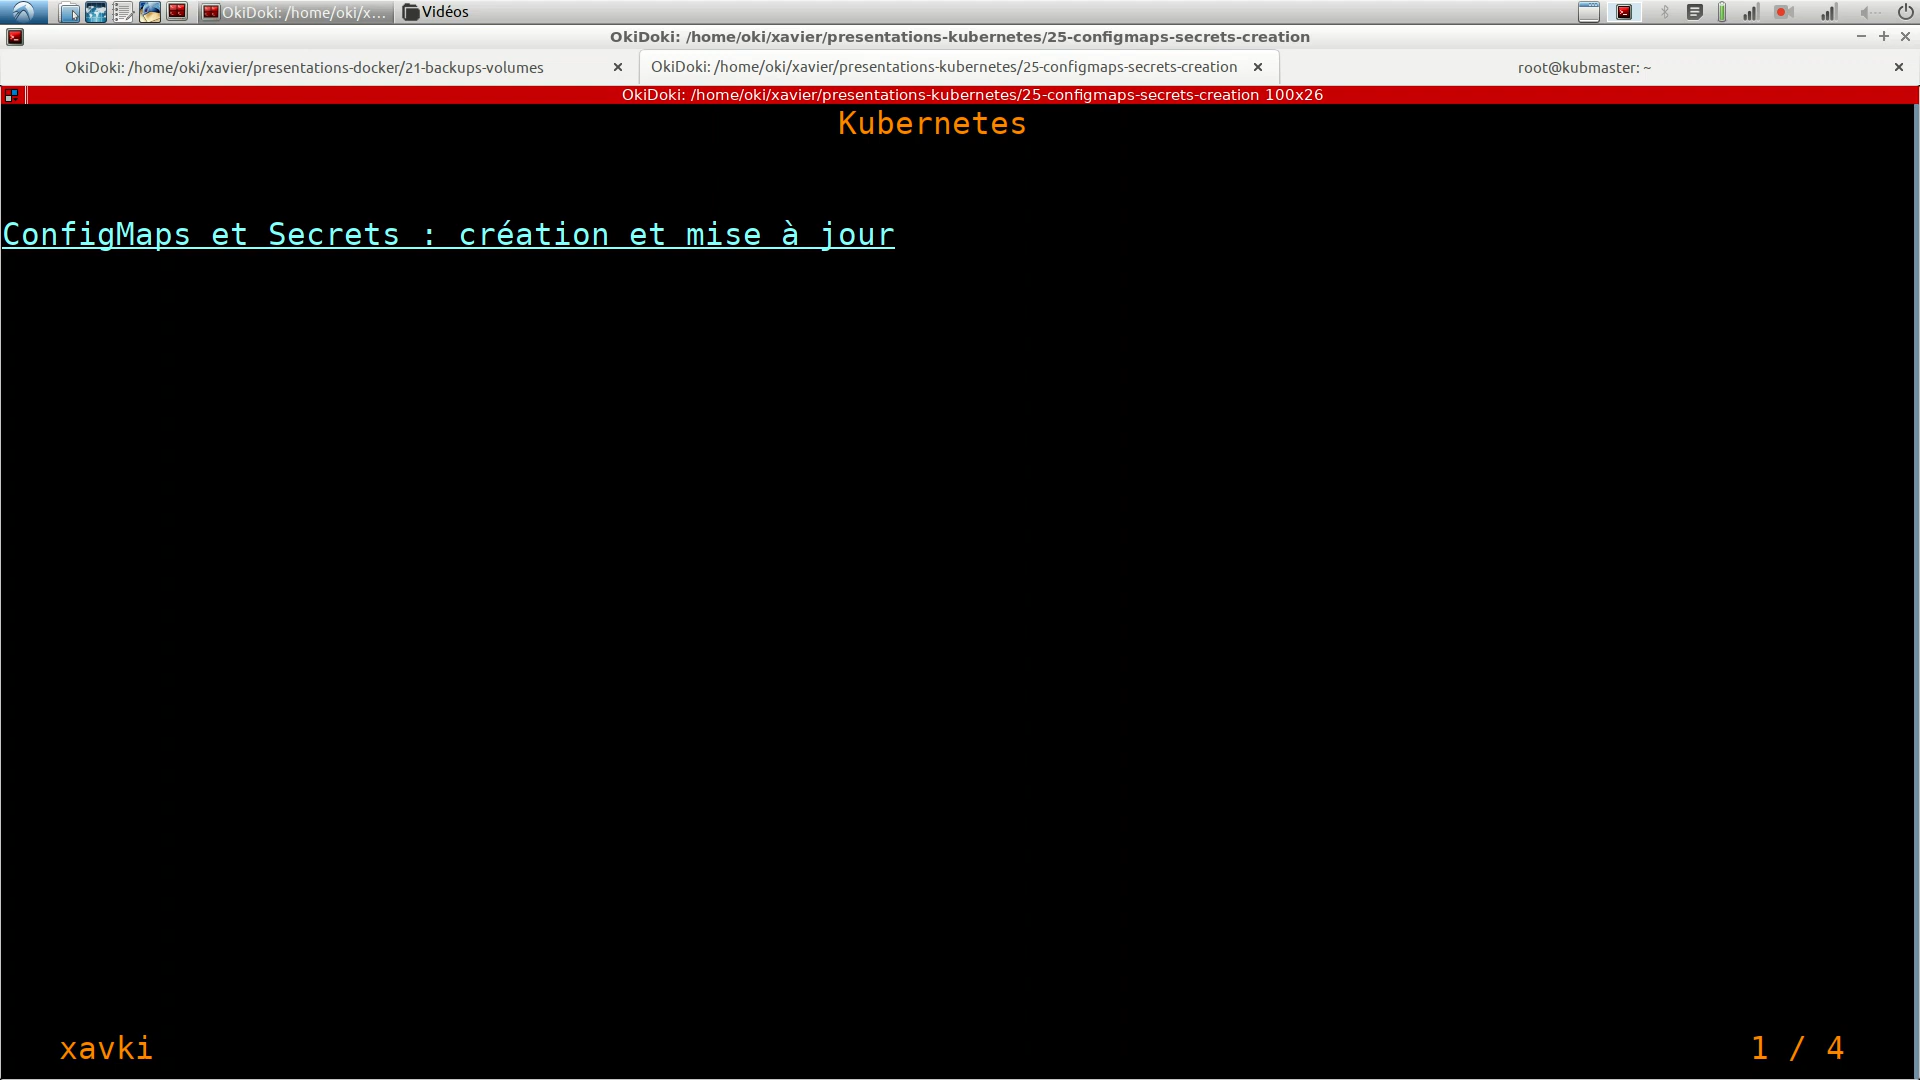 OkiDoki: /home/oki/x...
Vidéos
OkiDoki: /home/oki/xavier/presentations-kubernetes/25-configmaps-secrets-creation
OkiDoki: /home/oki/xavier/presentations-docker/21-backups-volumes
OkiDoki: /home/oki/xavier/presentations-kubernetes/25-configmaps-secrets-creation
root@kubmaster: ~
OkiDoki: /home/oki/xavier/presentations-kubernetes/25-configmaps-secrets-creation 100x26
Kubernetes
ConfigMaps et Secrets : création et mise à jour
xavki
1 / 4